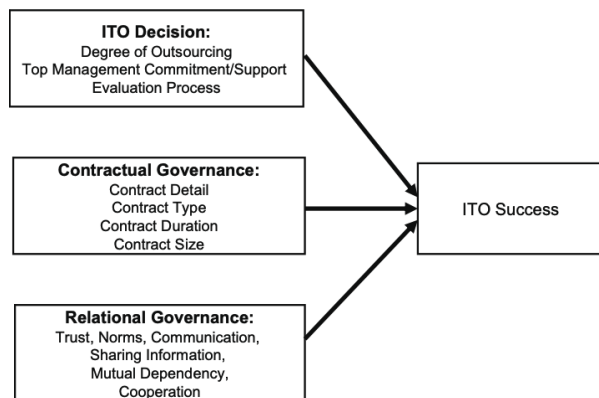 ITO Decision:
Degree of Outsourcing
Top Management Commitment/Support
Evaluation Process
Contractual Governance:
Contract Detail
Contract Type
Contract Duration
Contract Size
ITO Success
Relational Governance:
Trust, Norms, Communication,
Sharing Information,
Mutual Dependency,
Cooperation